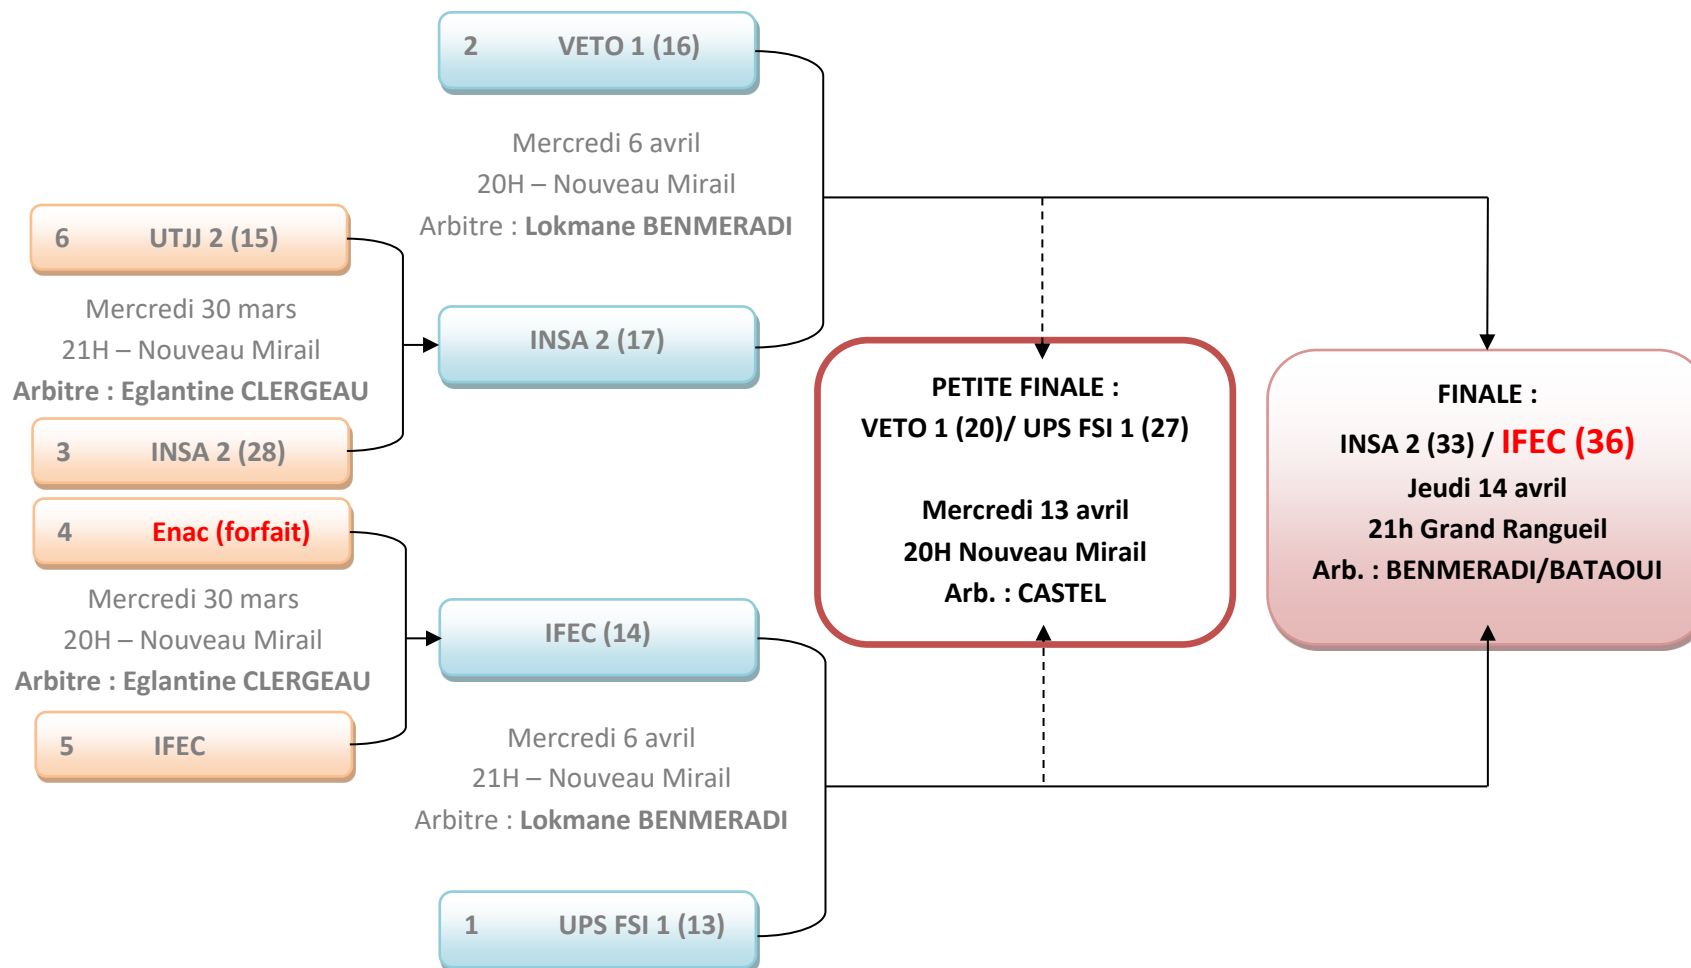 2 VETO 1 (16)
Mercredi 6 avril
20H – Nouveau Mirail
Arbitre : Lokmane BENMERADI
6 UTJJ 2 (15)
Mercredi 30 mars
21H – Nouveau Mirail
Arbitre : Eglantine CLERGEAU
3 INSA 2 (28)
INSA 2 (17)
4 Enac (forfait)
Mercredi 30 mars
20H – Nouveau Mirail
Arbitre : Eglantine CLERGEAU
5 IFEC
IFEC (14)
Mercredi 6 avril
21H – Nouveau Mirail
Arbitre : Lokmane BENMERADI
1 UPS FSI 1 (13)
PETITE FINALE :
VETO 1 (20)/ UPS FSI 1 (27)
Mercredi 13 avril
20H Nouveau Mirail
Arb. : CASTEL
FINALE :
INSA 2 (33) / IFEC (36)
Jeudi 14 avril
21h Grand Rangueil
Arb. : BENMERADI/BATAOUI